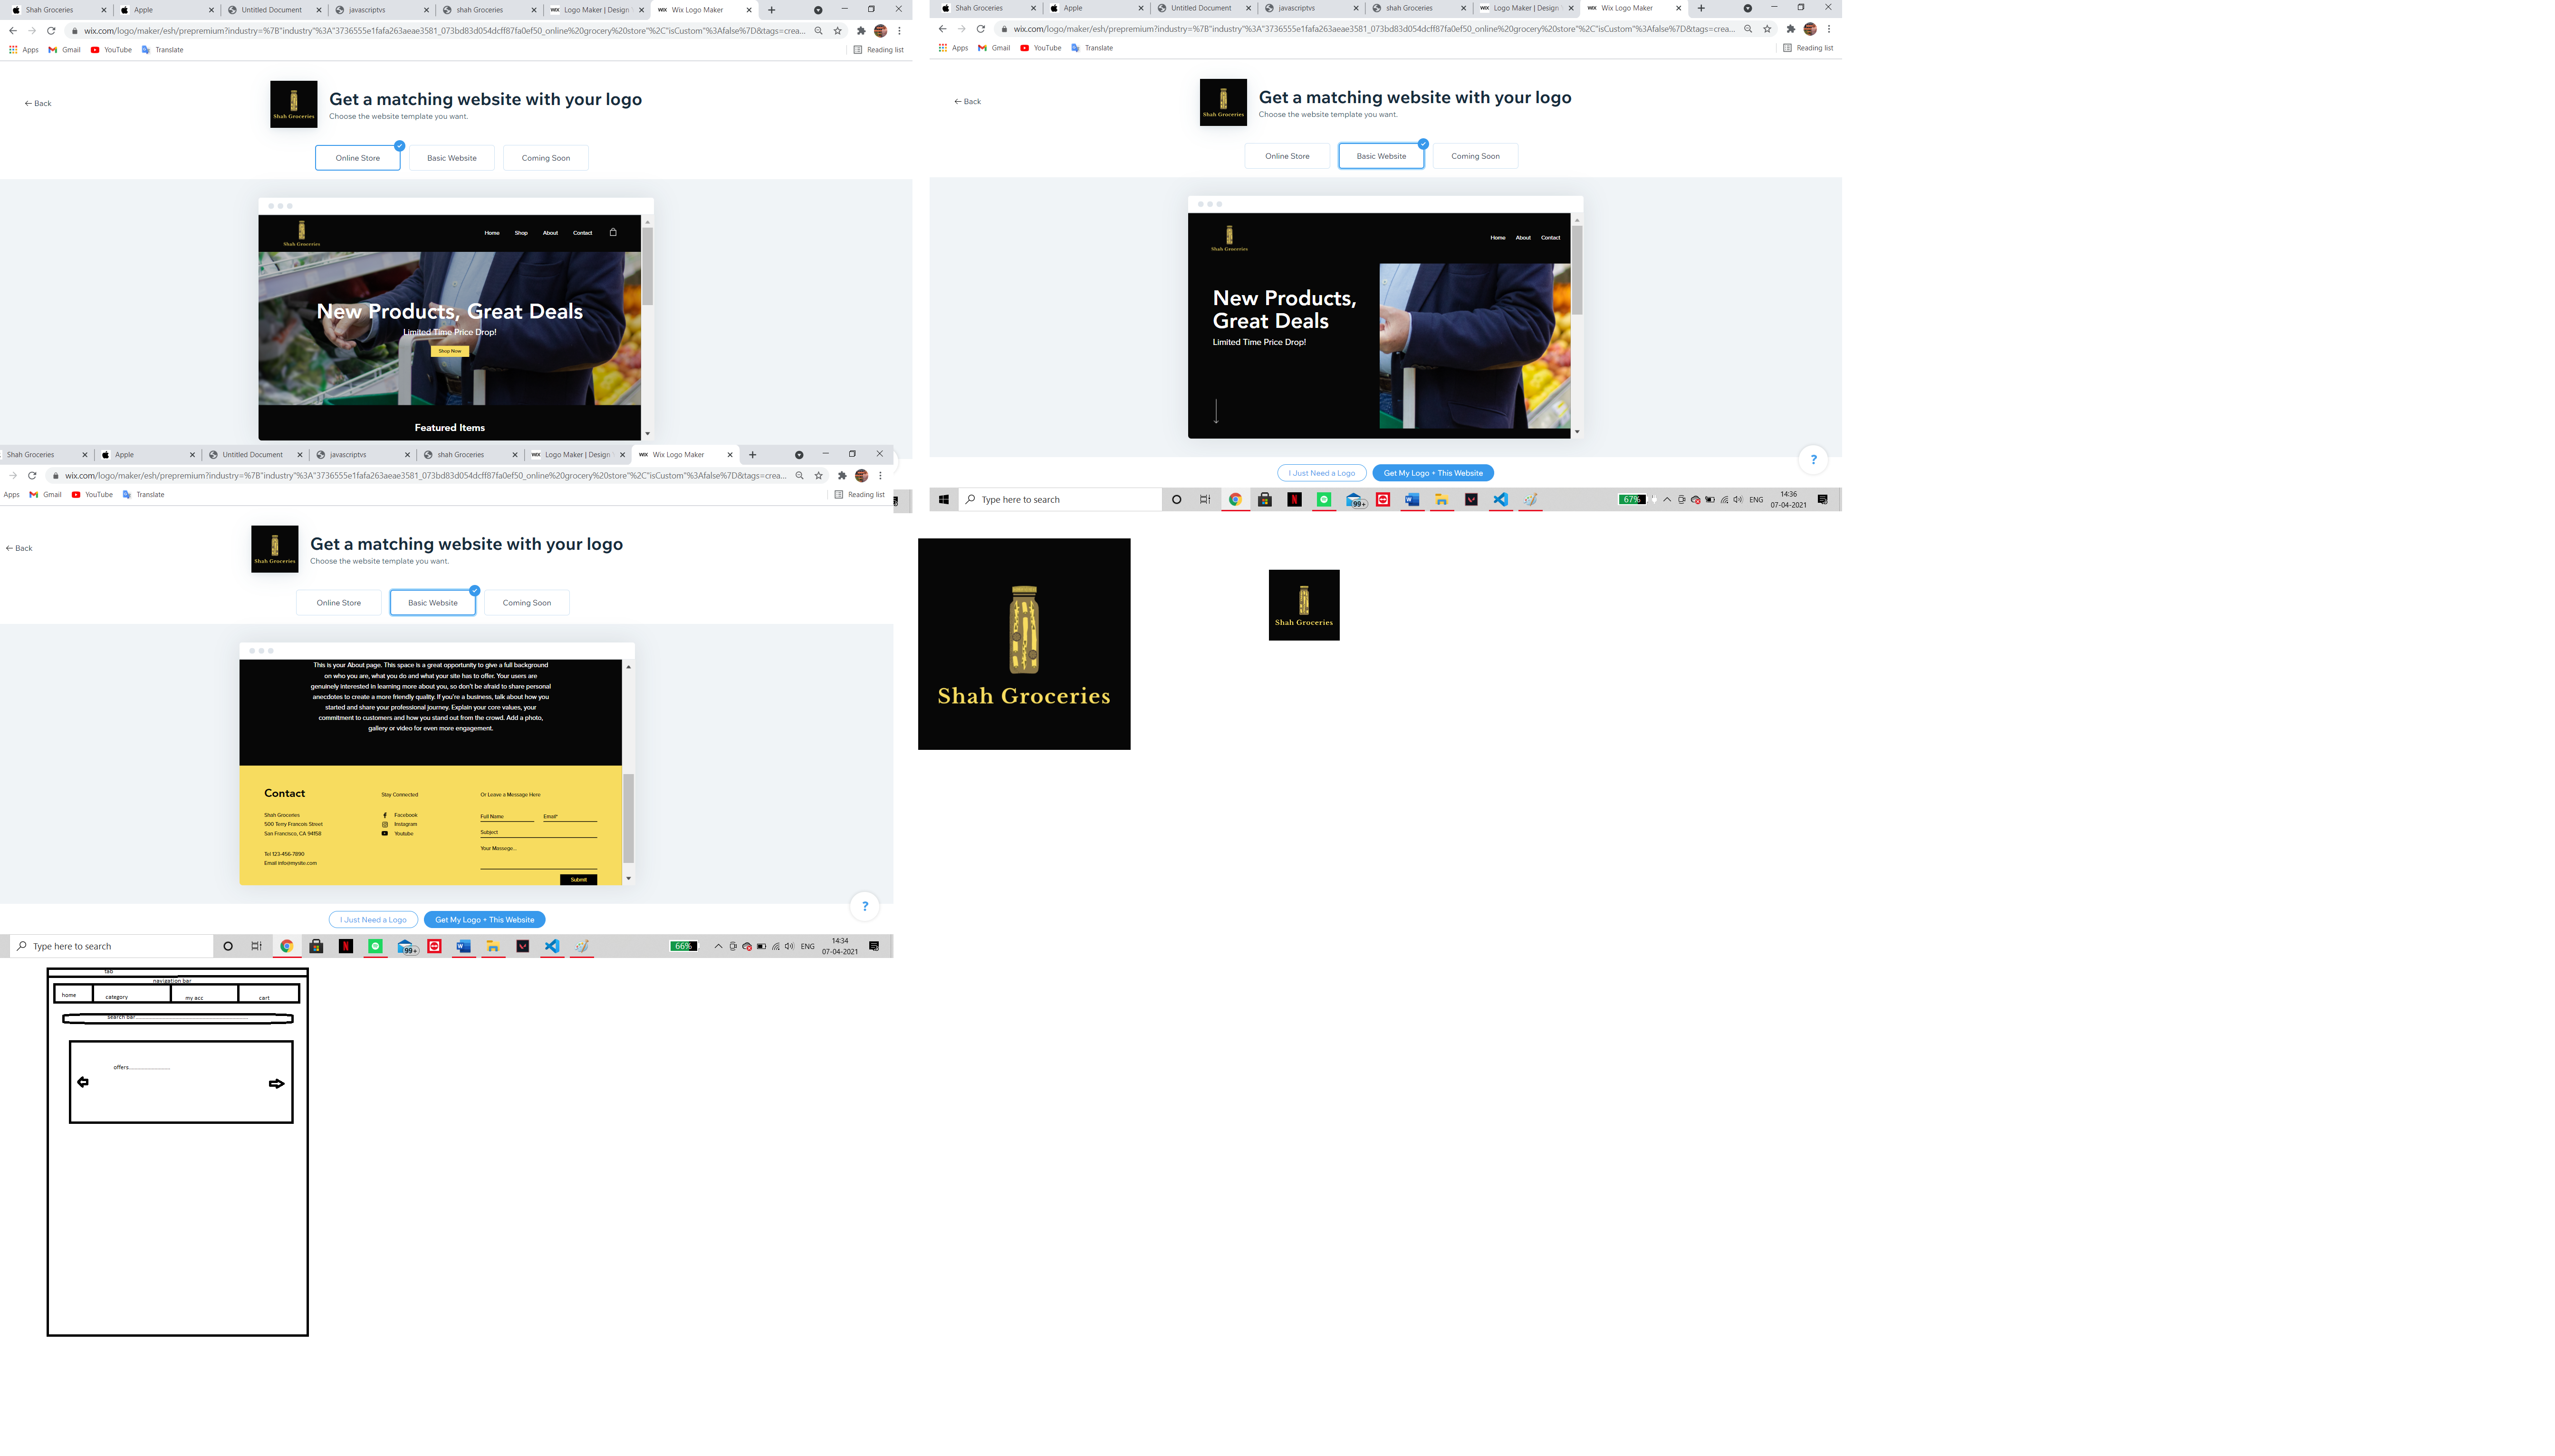 Shah Groceries
Apple
Untitled Document
javascriptvs
shah Groceries
Logo Maker | Design
Wix Logo Maker
wix.com/logo/maker/esh/prepremium?industry=%7B"industry"%3A"3736555e1fafa263aeae3581_073bd83d054dcff87fa0ef50_online%20grocery%20store"%2C"isCustom"%3Afalse%7D&tags=crea...
Apps Gmail YouTube Translate Reading list
← Back
Shah Groceries
Get a matching website with your logo
Choose the website template you want.
Online Store Basic Website Coming Soon
Shah Groceries
Home Shop About Contact
New Products, Great Deals
Limited Time Price Drop!
Shop Now
Featured Items
Shah Groceries
Apple
Untitled Document
javascriptvs
shah Groceries
Logo Maker | Design
Wix Logo Maker
wix.com/logo/maker/esh/prepremium?industry=%7B"industry"%3A"3736555e1fafa263aeae3581_073bd83d054dcff87fa0ef50_online%20grocery%20store"%2C"isCustom"%3Afalse%7D&tags=crea...
Apps Gmail YouTube Translate Reading list
← Back
Shah Groceries
Get a matching website with your logo
Choose the website template you want.
Online Store Basic Website Coming Soon
Shah Groceries
Home About Contact
New Products,
Great Deals
Limited Time Price Drop!
?
I Just Need a Logo Get My Logo + This Website
Type here to search
99+
67%
ENG
14:36
07-04-2021
Shah Groceries
Apple
Untitled Document
javascriptvs
shah Groceries
Logo Maker | Design
Wix Logo Maker
wix.com/logo/maker/esh/prepremium?industry=%7B"industry"%3A"3736555e1fafa263aeae3581_073bd83d054dcff87fa0ef50_online%20grocery%20store"%2C"isCustom"%3Afalse%7D&tags=crea...
Apps Gmail YouTube Translate Reading list
← Back
Shah Groceries
Get a matching website with your logo
Choose the website template you want.
Online Store Basic Website Coming Soon
This is your About page. This space is a great opportunity to give a full background
on who you are, what you do and what your site has to offer. Your users are
genuinely interested in learning more about you, so don't be afraid to share personal
anecdotes to create a more friendly quality. If you're a business, talk about how you
started and share your professional journey. Explain your core values, your
commitment to customers and how you stand out from the crowd. Add a photo,
gallery or video for even more engagement.
Contact
Shah Groceries
500 Terry Francois Street
San Francisco, CA 94158
Tel 123-456-7890
Email info@mysite.com
Stay Connected
Facebook
Instagram
Youtube
Or Leave a Message Here
Full Name Email*
Subject
Your Massege...
Submit
?
I Just Need a Logo Get My Logo + This Website
Type here to search
99+
66%
ENG
14:34
07-04-2021
Shah Groceries
Shah Groceries
tab
navigation bar
home category my acc cart
search bar
offers